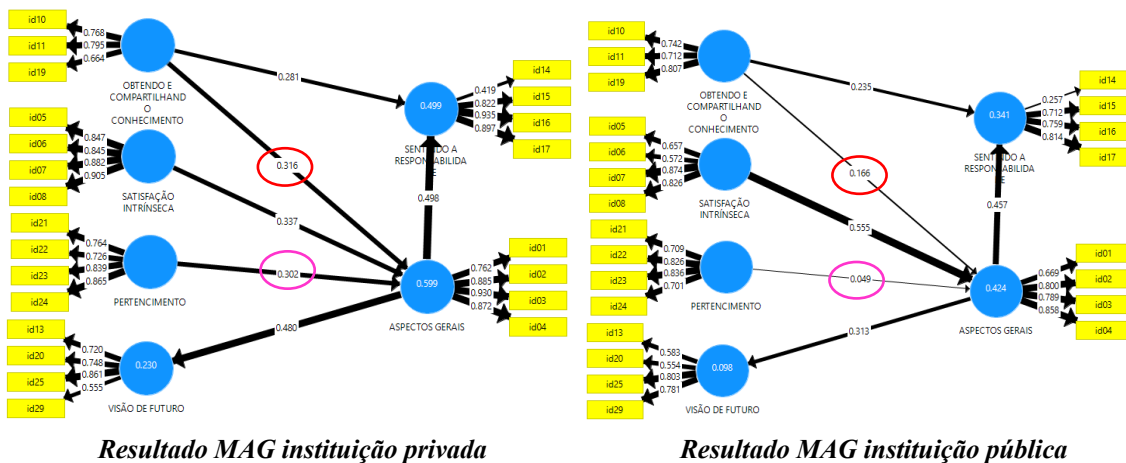 id10
id11
id19
0.768
0.795
0.664
OBTENDO E
COMPARTILHAND
O
CONHECIMENTO
0.281
0.316
id05
id06
id07
id08
0.847
0.845
0.882
0.905
SATISFAÇÃO
INTRÍNSECA
0.337
id21
id22
id23
id24
0.764
0.726
0.839
0.865
PERTENCIMENTO
0.302
id13
id20
id25
id29
0.720
0.748
0.861
0.555
0.230
VISÃO DE FUTURO
0.480
0.499
SENTINDO A
RESPONSABILIDA
E
0.419
0.822
0.935
0.897
id14
id15
id16
id17
0.498
0.599
ASPECTOS GERAIS
0.762
0.885
0.930
0.872
id01
id02
id03
id04
Resultado MAG instituição privada
id10
id11
id19
0.742
0.712
0.807
OBTENDO E
COMPARTILHAND
O
CONHECIMENTO
0.235
0.166
id05
id06
id07
id08
0.657
0.572
0.874
0.826
SATISFAÇÃO
INTRÍNSECA
0.555
id21
id22
id23
id24
0.709
0.826
0.836
0.701
PERTENCIMENTO
0.049
id13
id20
id25
id29
0.583
0.554
0.803
0.781
0.098
VISÃO DE FUTURO
0.313
0.341
SENTINDO A
RESPONSABILIDA
E
0.257
0.712
0.759
0.814
id14
id15
id16
id17
0.457
0.424
ASPECTOS GERAIS
0.669
0.800
0.789
0.858
id01
id02
id03
id04
Resultado MAG instituição pública